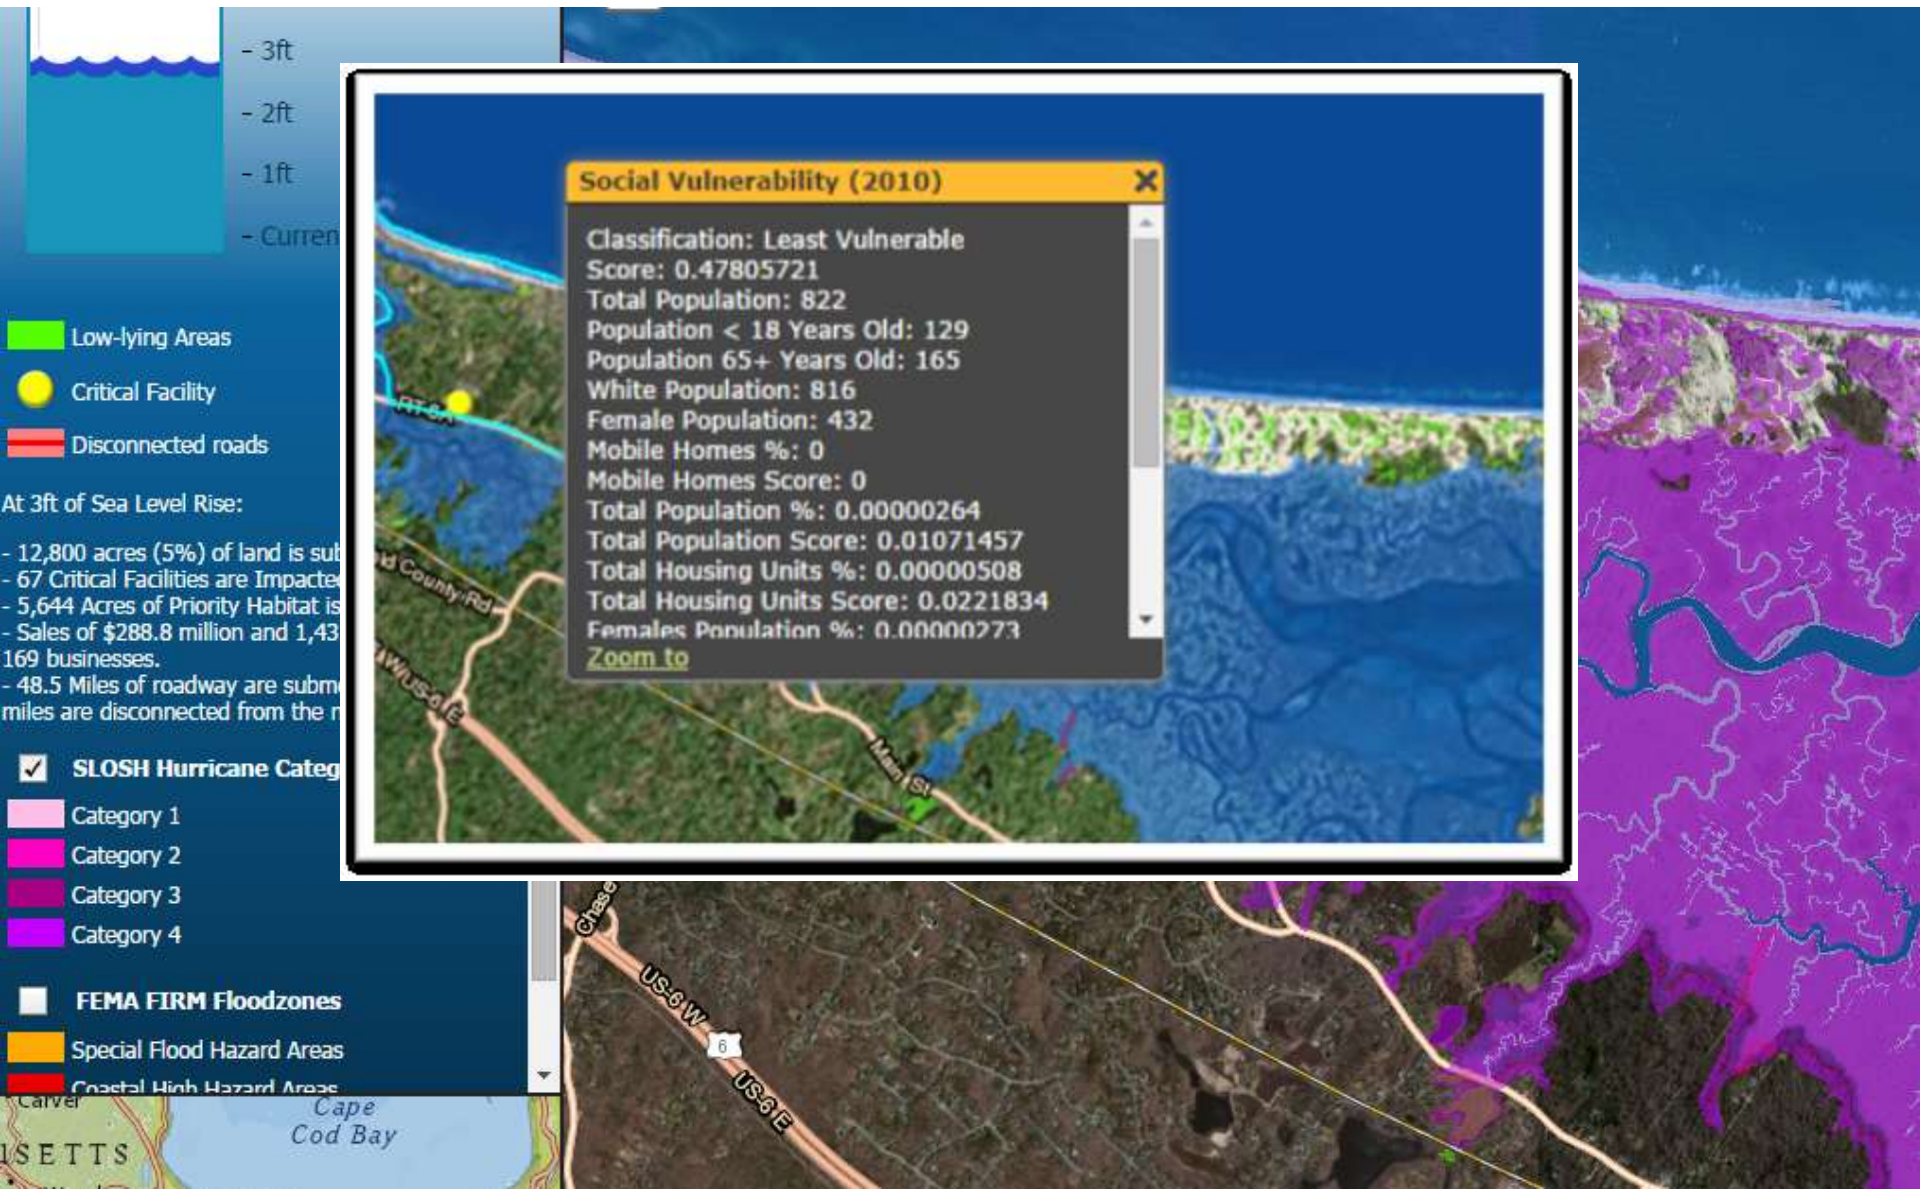 - 3ft
- 2ft
- 1ft
- Curren
Low-lying Areas
Critical Facility
Disconnected roads
At 3ft of Sea Level Rise:
- 12,800 acres (5%) of land is sub
- 67 Critical Facilities are Impacte
- 5,644 Acres of Priority Habitat is
- Sales of $288.8 million and 1,43
169 businesses.
- 48.5 Miles of roadway are subm
miles are disconnected from the
SLOSH Hurricane Categ
Category 1
Category 2
Category 3
Category 4
FEMA FIRM Floodzones
Special Flood Hazard Areas
Coastal High Hazard Areas
Carver
Cape
Cod Bay
SETTS
Social Vulnerability (2010)
Classification: Least Vulnerable
Score: 0.47805721
Total Population: 822
Population < 18 Years Old: 129
Population 65+ Years Old: 165
White Population: 816
Female Population: 432
Mobile Homes %: 0
Mobile Homes Score: 0
Total Population %: 0.00000264
Total Population Score: 0.01071457
Total Housing Units %: 0.00000508
Total Housing Units Score: 0.0221834
Females Population %: 0.00000273
Zoom to
RT-6A
ld County Rd
W/US-6 E
Main St
Chase
US-6 W
6
US-6 E